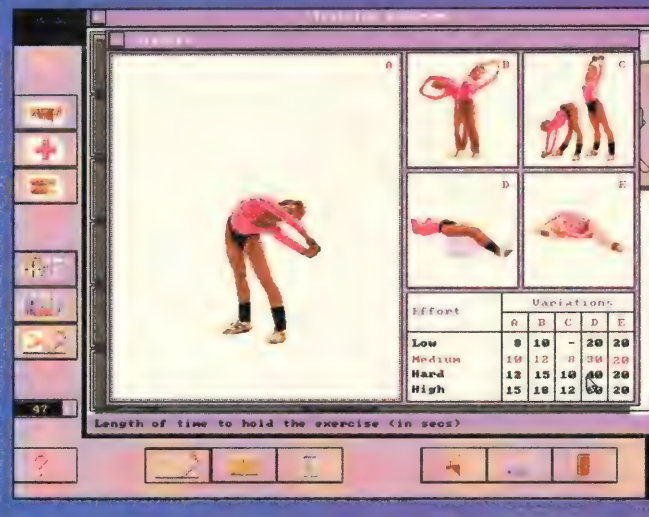 A
B
C
D
E
Effort
Variations
A B C D E
Low 8 10 - 20 20
Medium 10 12 8 30 20
Hard 12 15 10 40 20
High 15 18 12 20
47
Length of time to hold the exercise (in secs)
?